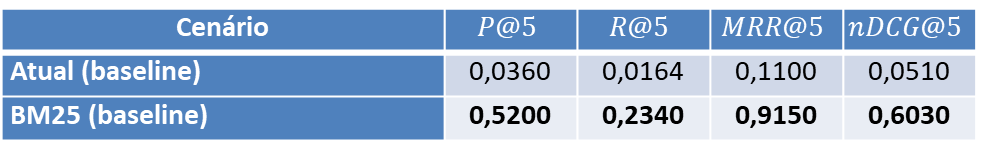 Cenário P@5 R@5 MRR@5 nDCG@5
Atual (baseline) 0,0360 0,0164 0,1100 0,0510
BM25 (baseline) 0,5200 0,2340 0,9150 0,6030